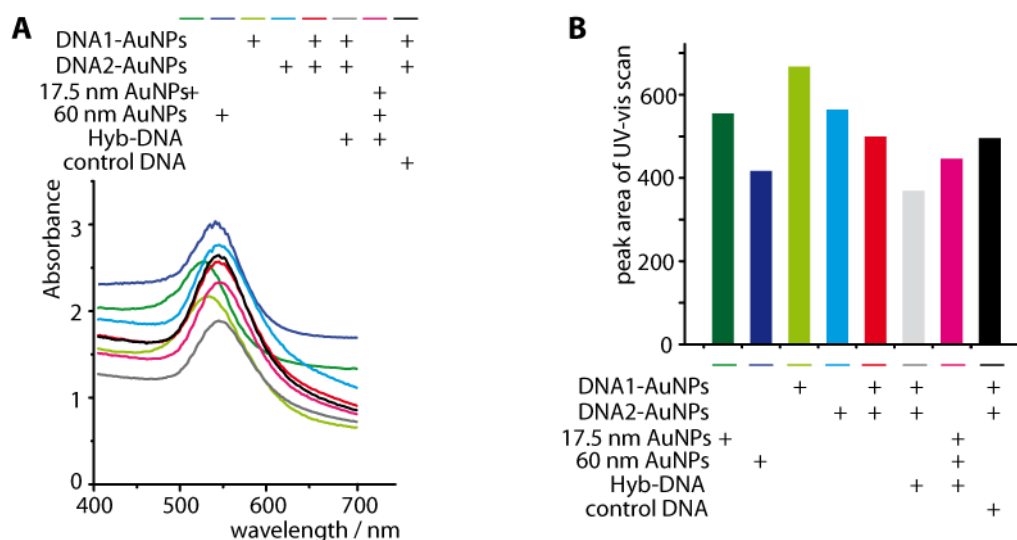 A
DNA1-AuNPs + + + +
DNA2-AuNPs + + + +
17.5 nm AuNPs + +
60 nm AuNPs + +
Hyb-DNA + +
control DNA +
Absorbance
3
2
1
0
400 500 600 700
wavelength / nm
B
peak area of UV-vis scan
600
400
200
0
DNA1-AuNPs + + + +
DNA2-AuNPs + + + +
17.5 nm AuNPs + +
60 nm AuNPs + +
Hyb-DNA + +
control DNA +